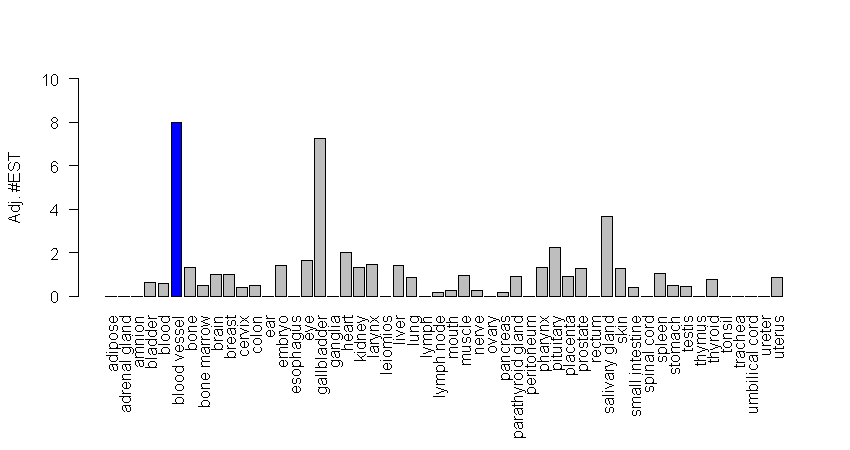 10
8
6
4
2
0
Adj. #EST
adipose
adrenal gland
amnion
bladder
blood
blood vessel
bone
bone marrow
brain
breast
cervix
colon
ear
embryo
esophagus
eye
gallbladder
ganglia
heart
kidney
larynx
leiomios
liver
lung
lymph
lymph node
mouth
muscle
nerve
ovary
pancreas
parathyroid gland
peritoneum
pharynx
pituitary
placenta
prostate
rectum
salivary gland
skin
small intestine
spinal cord
spleen
stomach
testis
thymus
thyroid
tonsil
trachea
umbilical cord
ureter
uterus